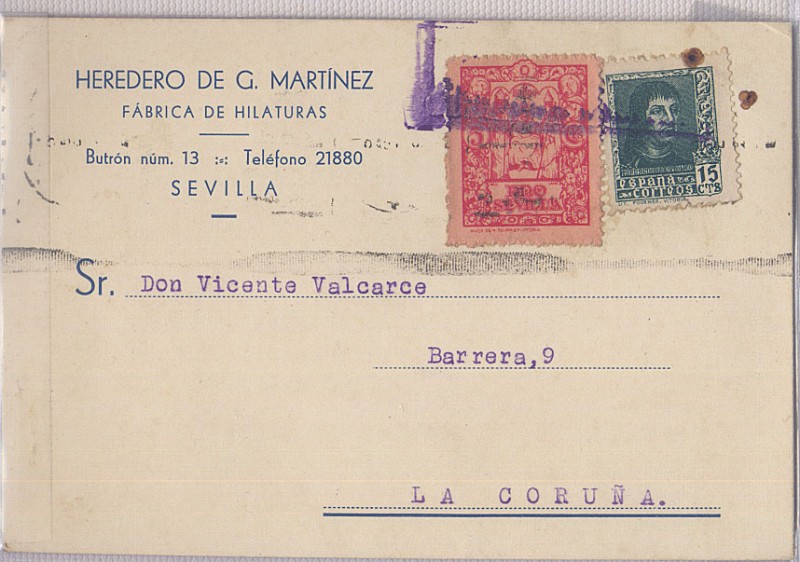 HEREDERO DE G. MARTÍNEZ
FÁBRICA DE HILATURAS
Butrón núm. 13 :-: Teléfono 21880
SEVILLA
ESPAÑA
CORREOS
15
CTS
Sr. Don Vicente Valcarce
Barrera,9
LA CORUÑA.